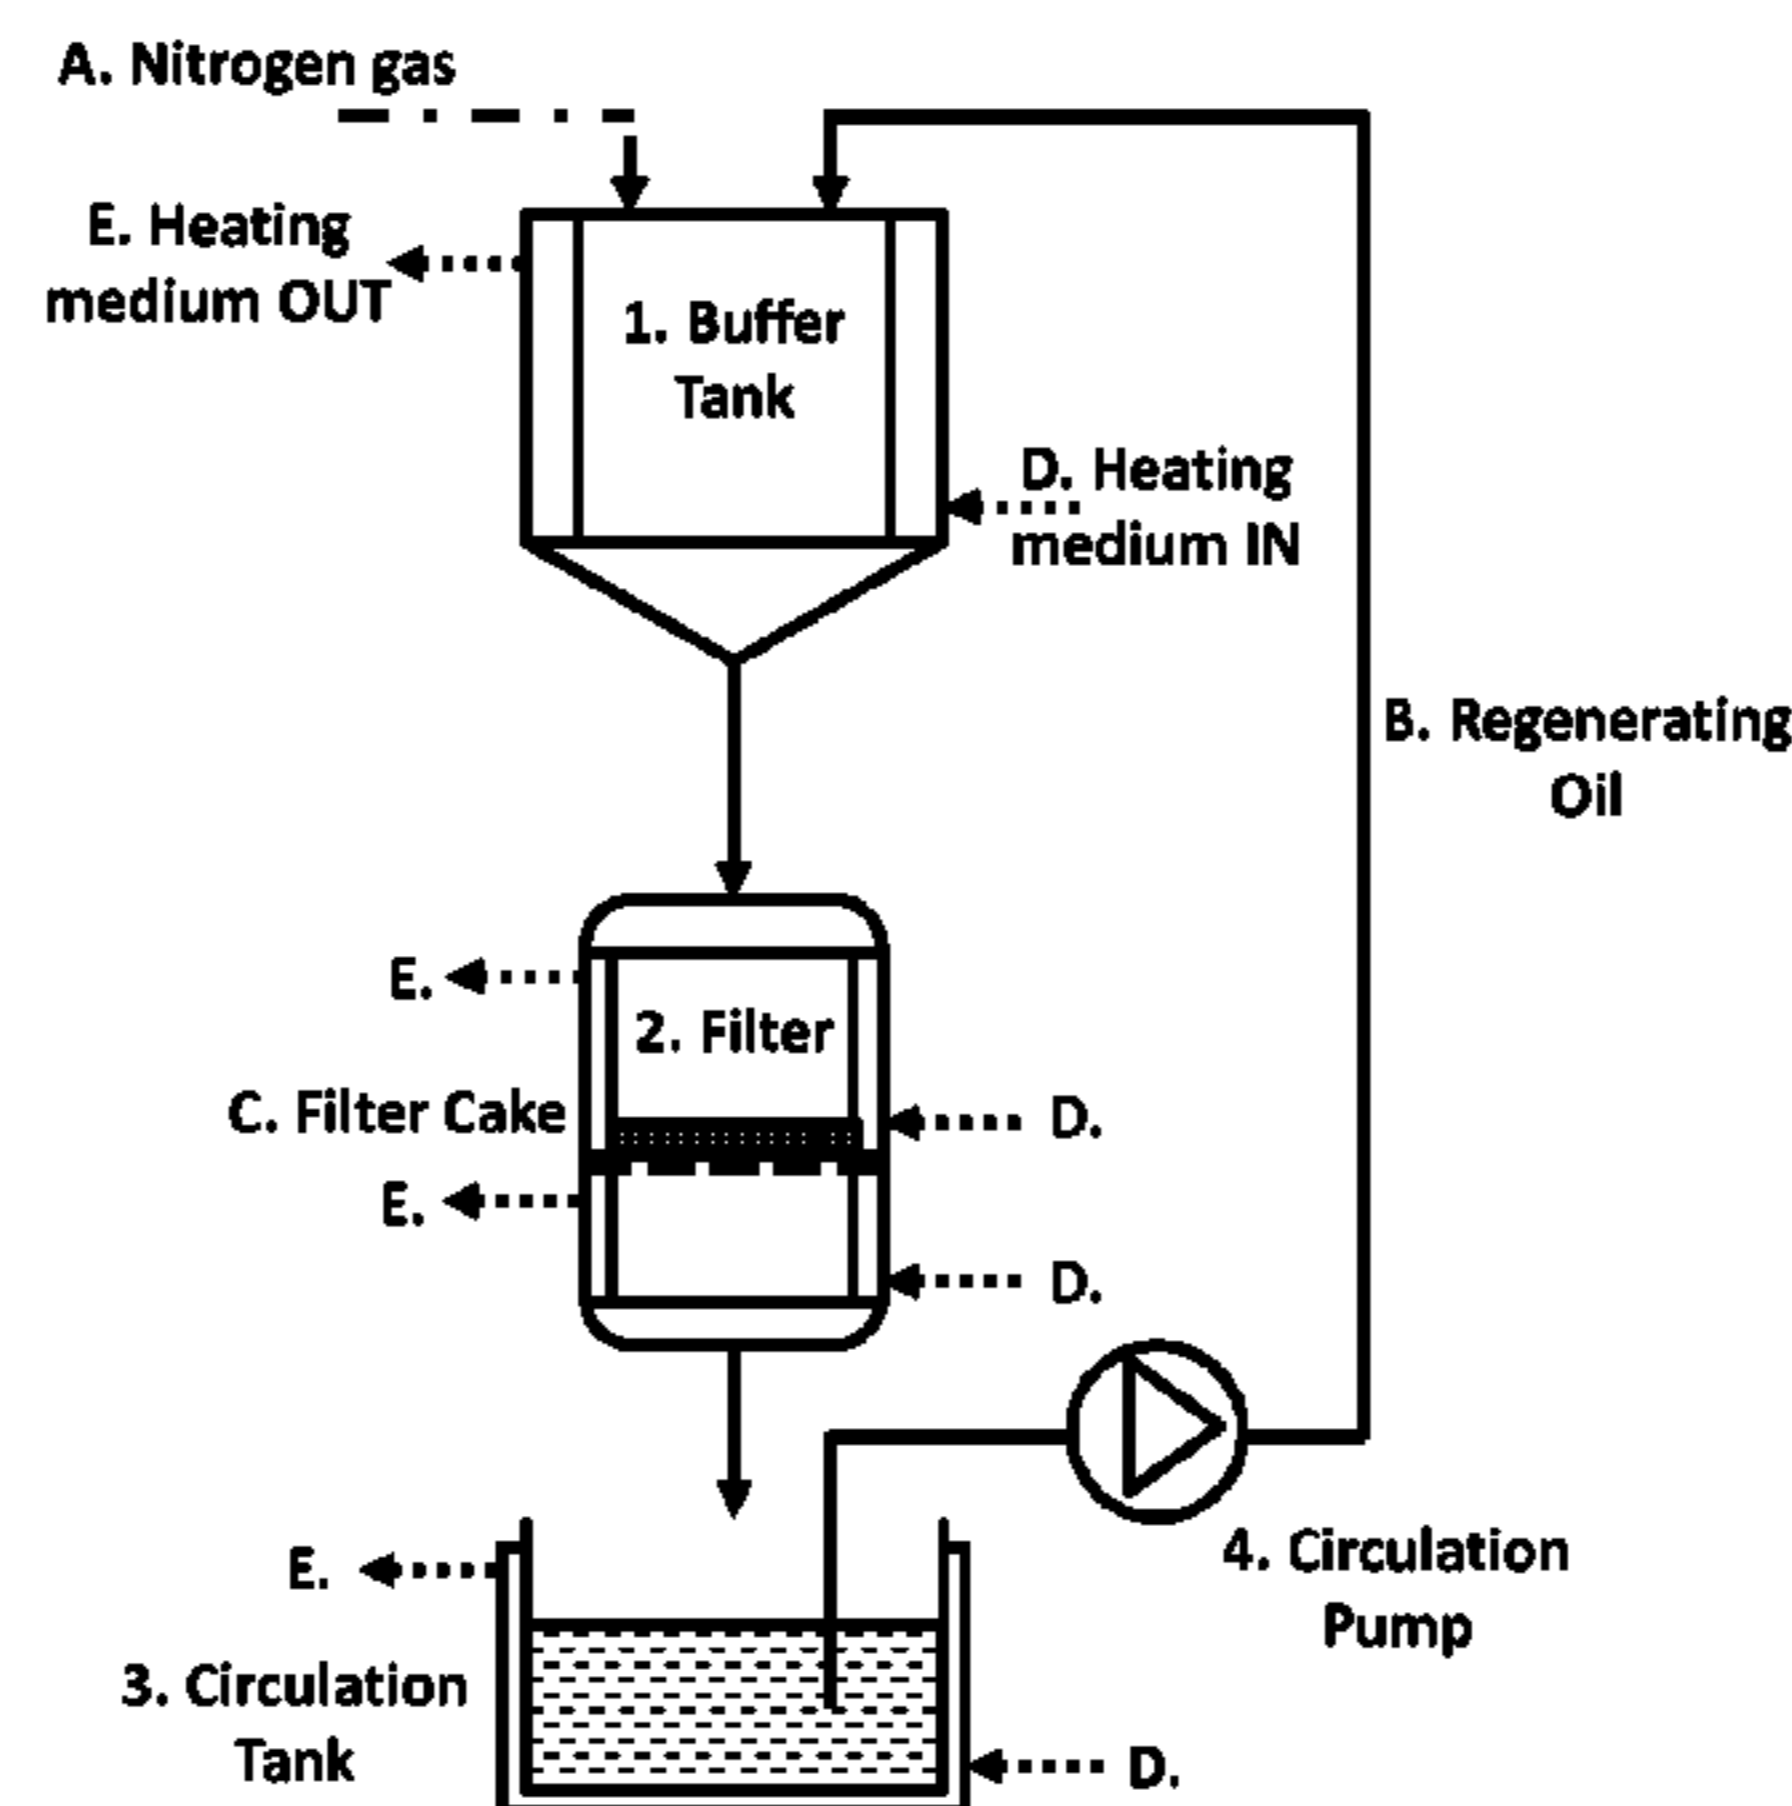 A. Nitrogen gas
E. Heating
medium OUT
1. Buffer
Tank
D. Heating
medium IN
B. Regenerating
Oil
E.
2. Filter
C. Filter Cake
D.
E.
D.
4. Circulation
Pump
E.
3. Circulation
Tank
D.